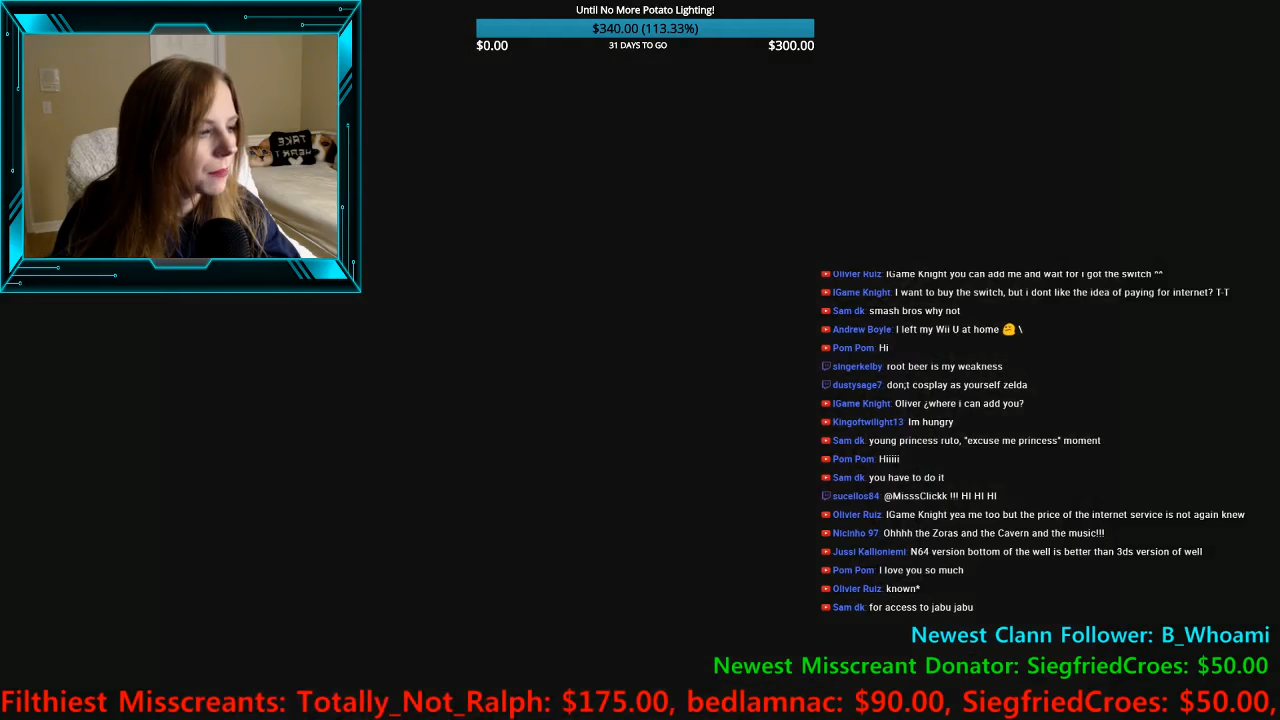 Until No More Potato Lighting!
$340.00 (113.33%)
$0.00 31 DAYS TO GO $300.00
TAKE
HEART
Olivier Ruiz: IGame Knight you can add me and wait for i got the switch ^^
IGame Knight: I want to buy the switch, but i dont like the idea of paying for internet? T-T
Sam dk: smash bros why not
Andrew Boyle: I left my Wii U at home 🤗 \
Pom Pom: Hi
singerkelby: root beer is my weakness
dustysage7: don;t cosplay as yourself zelda
IGame Knight: Oliver ¿where i can add you?
Kingoftwilight13: Im hungry
Sam dk: young princess ruto, "excuse me princess" moment
Pom Pom: Hiiiii
Sam dk: you have to do it
sucellos84: @MisssClickk !!! HI HI HI
Olivier Ruiz: IGame Knight yea me too but the price of the internet service is not again knew
Nicinho 97: Ohhhh the Zoras and the Cavern and the music!!!
Jussi Kallioniemi: N64 version bottom of the well is better than 3ds version of well
Pom Pom: I love you so much
Olivier Ruiz: known*
Sam dk: for access to jabu jabu
Newest Clann Follower: B_Whoami
Newest Misscreant Donator: SiegfriedCroes: $50.00
Filthiest Misscreants: Totally_Not_Ralph: $175.00, bedlamnac: $90.00, SiegfriedCroes: $50.00,